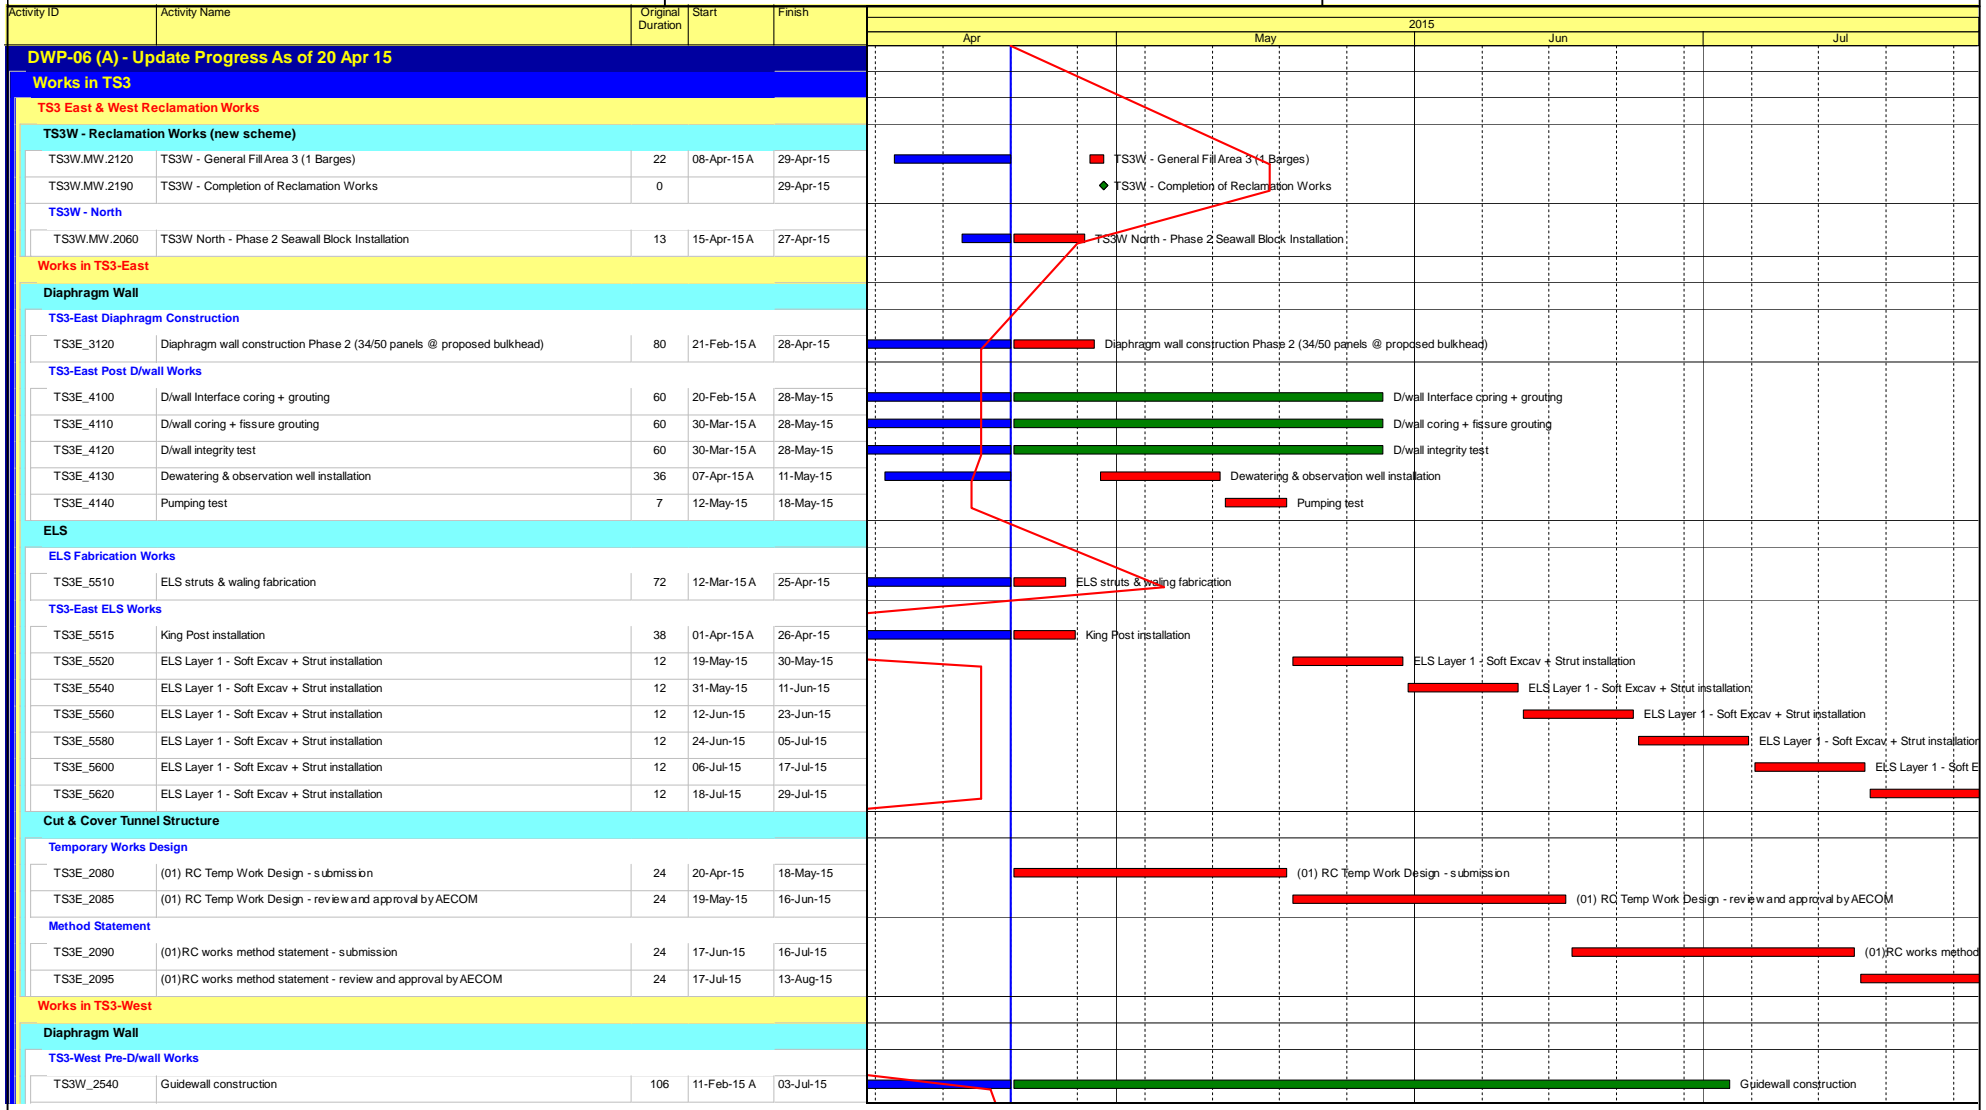 Activity ID Activity Name Original Duration Start Finish 2015
Apr May Jun Jul
DWP-06 (A) - Update Progress As of 20 Apr 15
Works in TS3
TS3 East & West Reclamation Works
TS3W - Reclamation Works (new scheme)
TS3W.MW.2120 TS3W - General Fill Area 3 (1 Barges) 22 08-Apr-15 A 29-Apr-15 TS3W - General Fill Area 3 (1 Barges)
TS3W.MW.2190 TS3W - Completion of Reclamation Works 0 29-Apr-15 TS3W - Completion of Reclamation Works
TS3W - North
TS3W.MW.2060 TS3W North - Phase 2 Seawall Block Installation 13 15-Apr-15 A 27-Apr-15 TS3W North - Phase 2 Seawall Block Installation
Works in TS3-East
Diaphragm Wall
TS3-East Diaphragm Construction
TS3E_3120 Diaphragm wall construction Phase 2 (34/50 panels @ proposed bulkhead) 80 21-Feb-15 A 28-Apr-15 Diaphragm wall construction Phase 2 (34/50 panels @ proposed bulkhead)
TS3-East Post D/wall Works
TS3E_4100 D/wall Interface coring + grouting 60 20-Feb-15 A 28-May-15 D/wall Interface coring + grouting
TS3E_4110 D/wall coring + fissure grouting 60 30-Mar-15 A 28-May-15 D/wall coring + fissure grouting
TS3E_4120 D/wall integrity test 60 30-Mar-15 A 28-May-15 D/wall integrity test
TS3E_4130 Dewatering & observation well installation 36 07-Apr-15 A 11-May-15 Dewatering & observation well installation
TS3E_4140 Pumping test 7 12-May-15 18-May-15 Pumping test
ELS
ELS Fabrication Works
TS3E_5510 ELS struts & waling fabrication 72 12-Mar-15 A 25-Apr-15 ELS struts & waling fabrication
TS3-East ELS Works
TS3E_5515 King Post installation 38 01-Apr-15 A 26-Apr-15 King Post installation
TS3E_5520 ELS Layer 1 - Soft Excav + Strut installation 12 19-May-15 30-May-15 ELS Layer 1 - Soft Excav + Strut installation
TS3E_5540 ELS Layer 1 - Soft Excav + Strut installation 12 31-May-15 11-Jun-15 ELS Layer 1 - Soft Excav + Strut installation
TS3E_5560 ELS Layer 1 - Soft Excav + Strut installation 12 12-Jun-15 23-Jun-15 ELS Layer 1 - Soft Excav + Strut installation
TS3E_5580 ELS Layer 1 - Soft Excav + Strut installation 12 24-Jun-15 05-Jul-15 ELS Layer 1 - Soft Excav + Strut installation
TS3E_5600 ELS Layer 1 - Soft Excav + Strut installation 12 06-Jul-15 17-Jul-15 ELS Layer 1 - Soft E
TS3E_5620 ELS Layer 1 - Soft Excav + Strut installation 12 18-Jul-15 29-Jul-15
Cut & Cover Tunnel Structure
Temporary Works Design
TS3E_2080 (01) RC Temp Work Design - submission 24 20-Apr-15 18-May-15 (01) RC Temp Work Design - submission
TS3E_2085 (01) RC Temp Work Design - review and approval by AECOM 24 19-May-15 16-Jun-15 (01) RC Temp Work Design - review and approval by AECOM
Method Statement
TS3E_2090 (01)RC works method statement - submission 24 17-Jun-15 16-Jul-15 (01)RC works method
TS3E_2095 (01)RC works method statement - review and approval by AECOM 24 17-Jul-15 13-Aug-15
Works in TS3-West
Diaphragm Wall
TS3-West Pre-D/wall Works
TS3W_2540 Guidewall construction 106 11-Feb-15 A 03-Jul-15 Guidewall construction